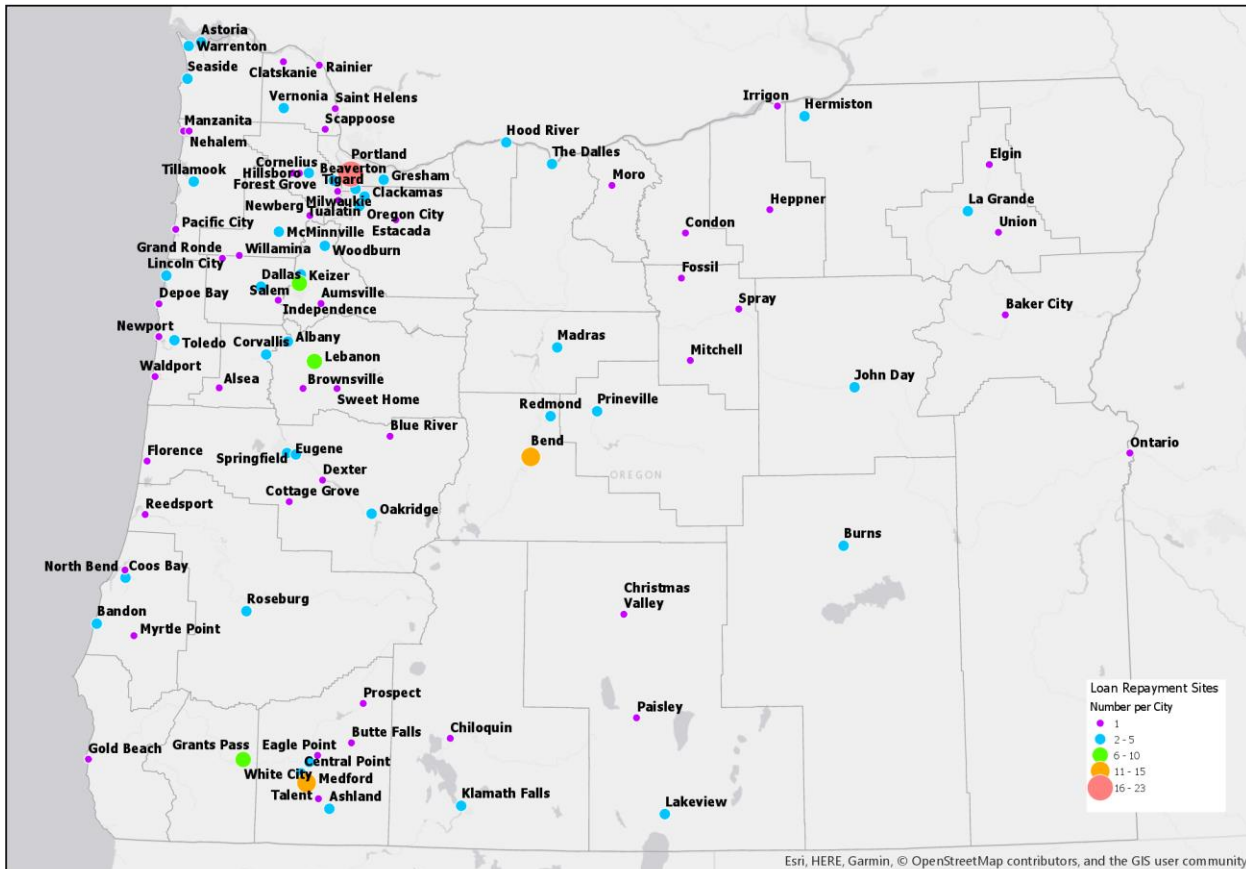 Astoria
Warrenton
Seaside
Clatskanie
Rainier
Vernonia
Saint Helens
Scappoose
Manzanita
Nehalem
Irrigon
Hermiston
Hood River
The Dalles
Portland
Cornelius
Beaverton
Hillsboro
Tigard
Gresham
Forest Grove
Clackamas
Tillamook
Milwaukie
Newberg
Tualatin
Oregon City
Estacada
Moro
Elgin
Heppner
La Grande
Union
Pacific City
McMinnville
Condon
Grand Ronde
Willamina
Woodburn
Lincoln City
Dallas
Keizer
Fossil
Depoe Bay
Salem
Aumsville
Independence
Spray
Baker City
Newport
Toledo
Corvallis
Albany
Madras
Mitchell
Lebanon
Waldport
Alsea
Brownsville
Sweet Home
John Day
Redmond
Prineville
Blue River
Bend
Florence
Springfield
Eugene
Ontario
Dexter
OREGON
Cottage Grove
Reedsport
Oakridge
Burns
North Bend
Coos Bay
Christmas
Valley
Bandon
Roseburg
Myrtle Point
Prospect
Paisley
Chiloquin
Butte Falls
Gold Beach
Grants Pass
Eagle Point
Central Point
White City
Medford
Talent
Ashland
Klamath Falls
Lakeview
Loan Repayment Sites
Number per City
1
2 - 5
6 - 10
11 - 15
16 - 23
Esri, HERE, Garmin, © OpenStreetMap contributors, and the GIS user community